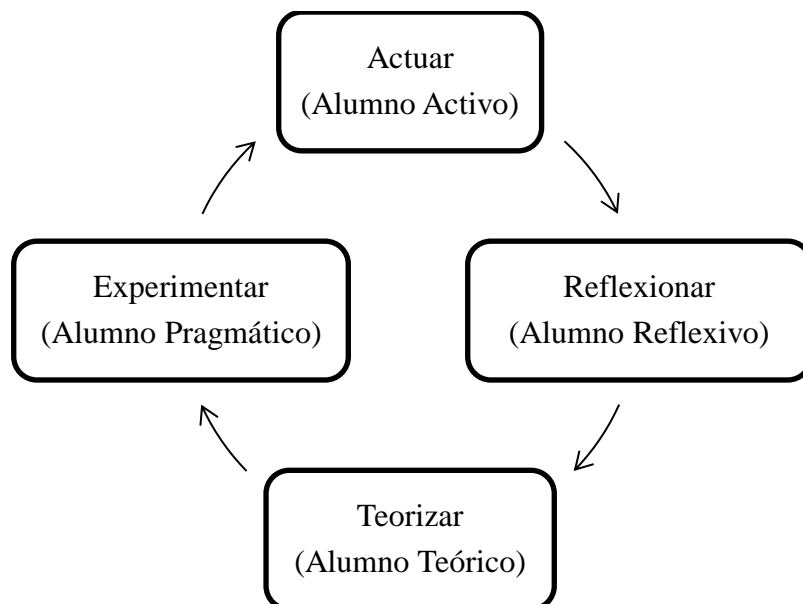 Actuar
(Alumno Activo)
Experimentar
(Alumno Pragmático)
Reflexionar
(Alumno Reflexivo)
Teorizar
(Alumno Teórico)